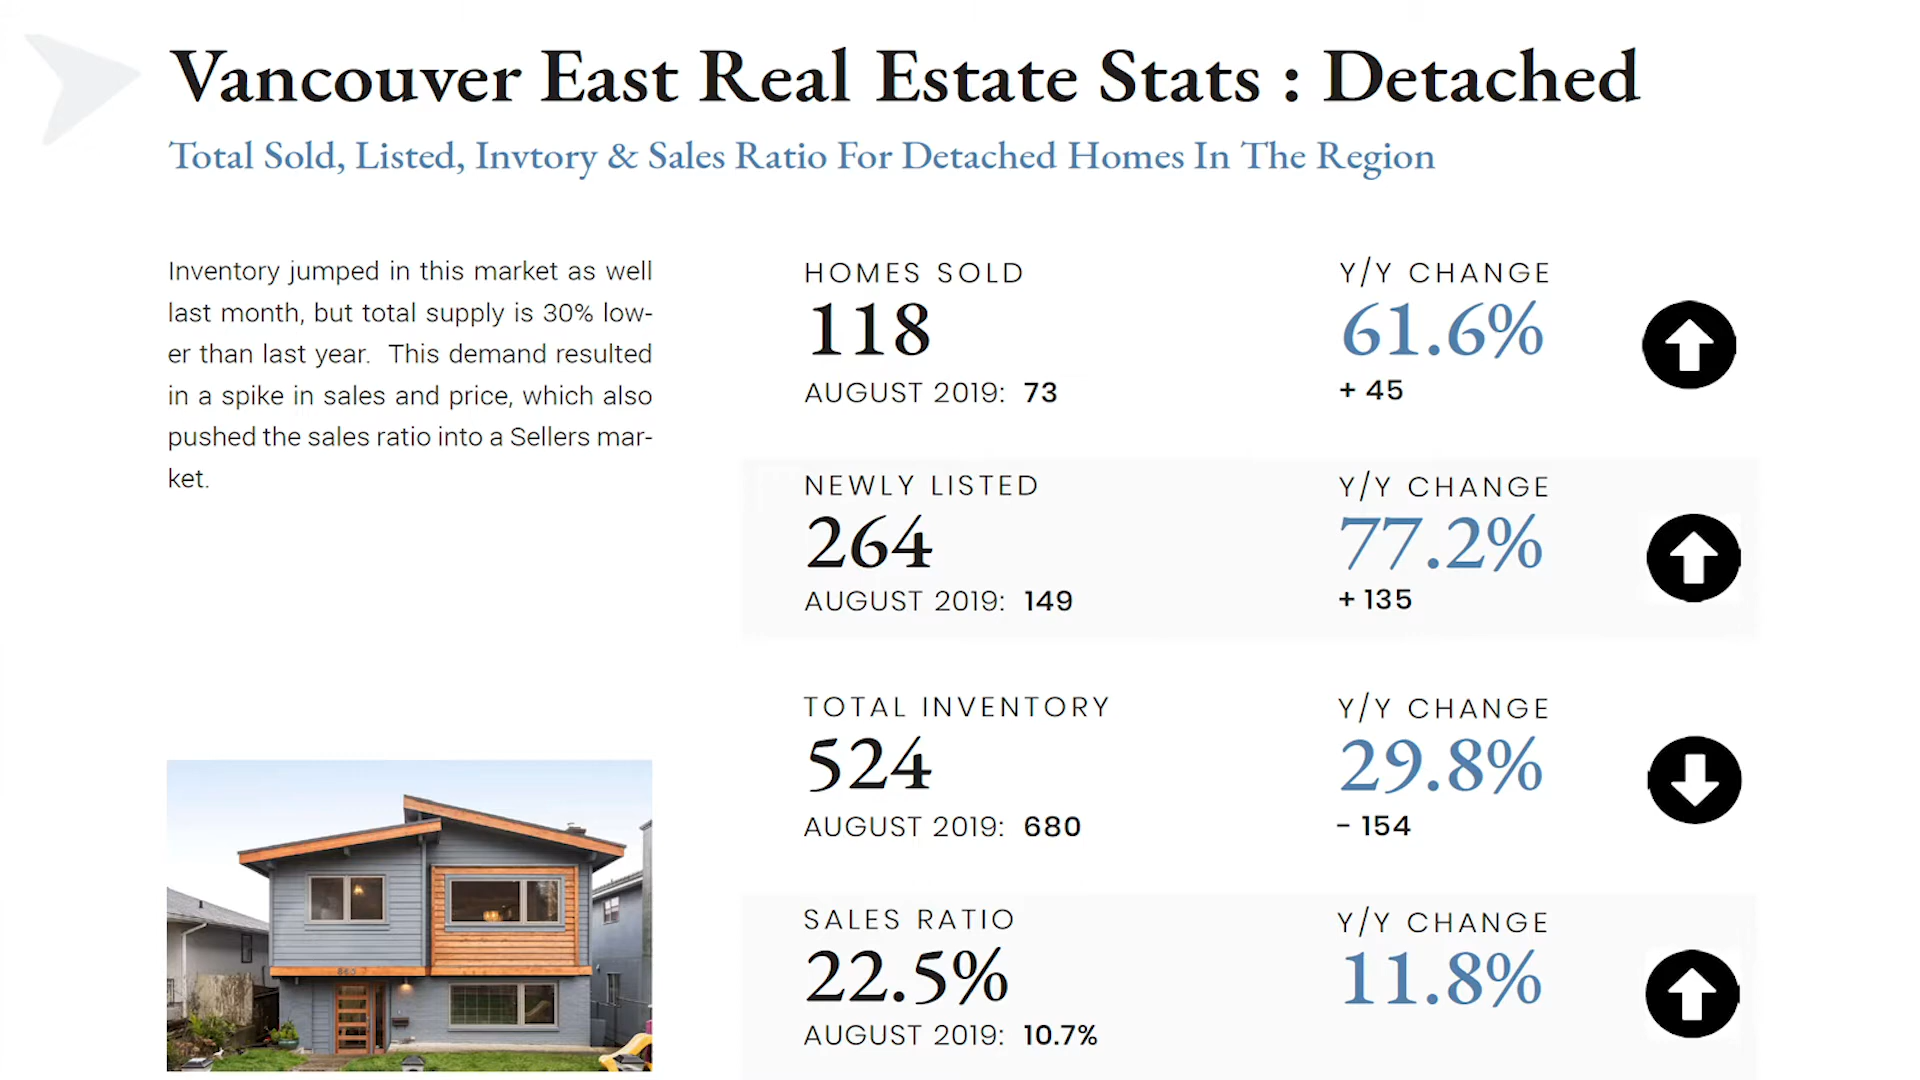 Vancouver East Real Estate Stats : Detached
Total Sold, Listed, Invtory & Sales Ratio For Detached Homes In The Region
Inventory jumped in this market as well
last month, but total supply is 30% low-
er than last year. This demand resulted
in a spike in sales and price, which also
pushed the sales ratio into a Sellers mar-
ket.
HOMES SOLD
118
AUGUST 2019: 73
Y/Y CHANGE
61.6%
+ 45
NEWLY LISTED
264
AUGUST 2019: 149
Y/Y CHANGE
77.2%
+ 135
TOTAL INVENTORY
524
AUGUST 2019: 680
Y/Y CHANGE
29.8%
- 154
SALES RATIO
22.5%
AUGUST 2019: 10.7%
Y/Y CHANGE
11.8%